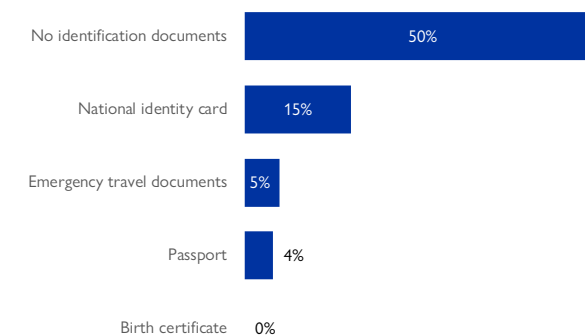 No identification documents 50%
National identity card 15%
Emergency travel documents 5%
Passport 4%
Birth certificate 0%